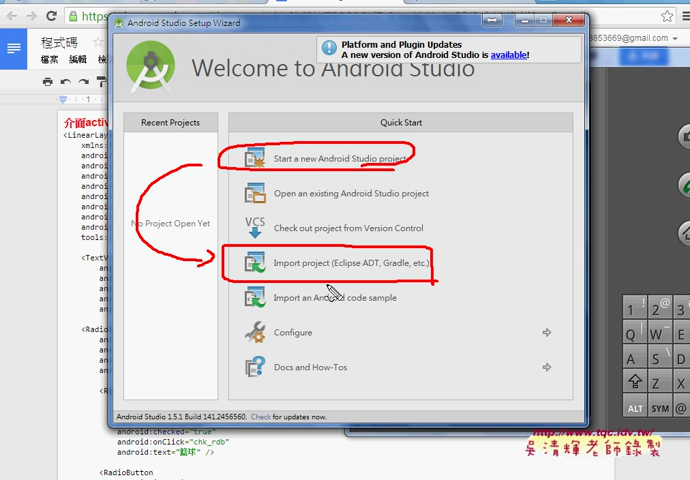 https://
Android Studio Setup Wizard
Platform and Plugin Updates
A new version of Android Studio is available!
3853669@gmail.com
程式碼
檔案
編輯
Welcome to Android Studio
Recent Projects
No Project Open Yet
Quick Start
Start a new Android Studio project
Open an existing Android Studio project
VCS
Check out project from Version Control
Import project (Eclipse ADT, Gradle, etc.)
Import an Android code sample
Configure
Docs and How-Tos
Android Studio 1.5.1 Build 141.2456560. Check for updates now.
介面activ
<LinearLay
xmlns:
tools:
<TextV
<Radio
android:checked="true"
android:onClick="chk_rdb"
android:text="籃球" />
<RadioButton
1 2 3
Q W E
A S D
Z X
ALT SYM @
http://www.tqc.idv.tw/
吳清輝老師錄製